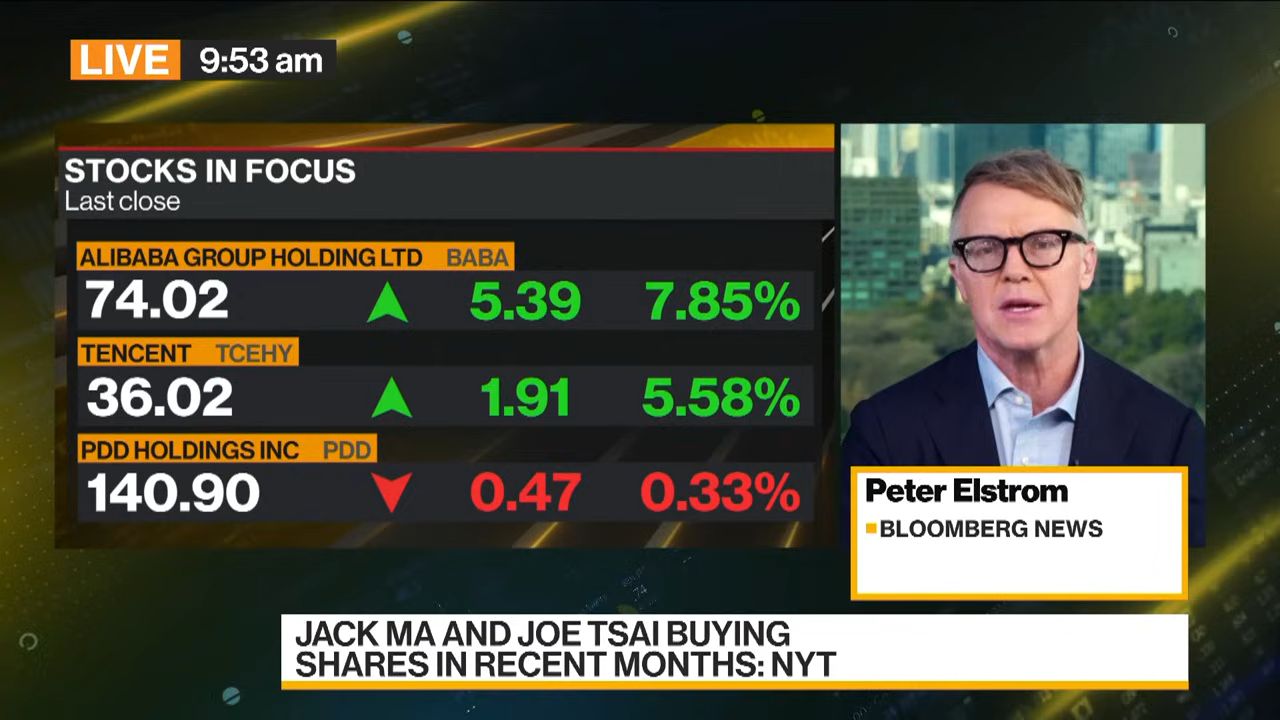 LIVE 9:53 am
STOCKS IN FOCUS
Last close
ALIBABA GROUP HOLDING LTD BABA
74.02 ▲ 5.39 7.85%
TENCENT TCEHY
36.02 ▲ 1.91 5.58%
PDD HOLDINGS INC PDD
140.90 ▼ 0.47 0.33%
Peter Elstrom
BLOOMBERG NEWS
JACK MA AND JOE TSAI BUYING
SHARES IN RECENT MONTHS: NYT